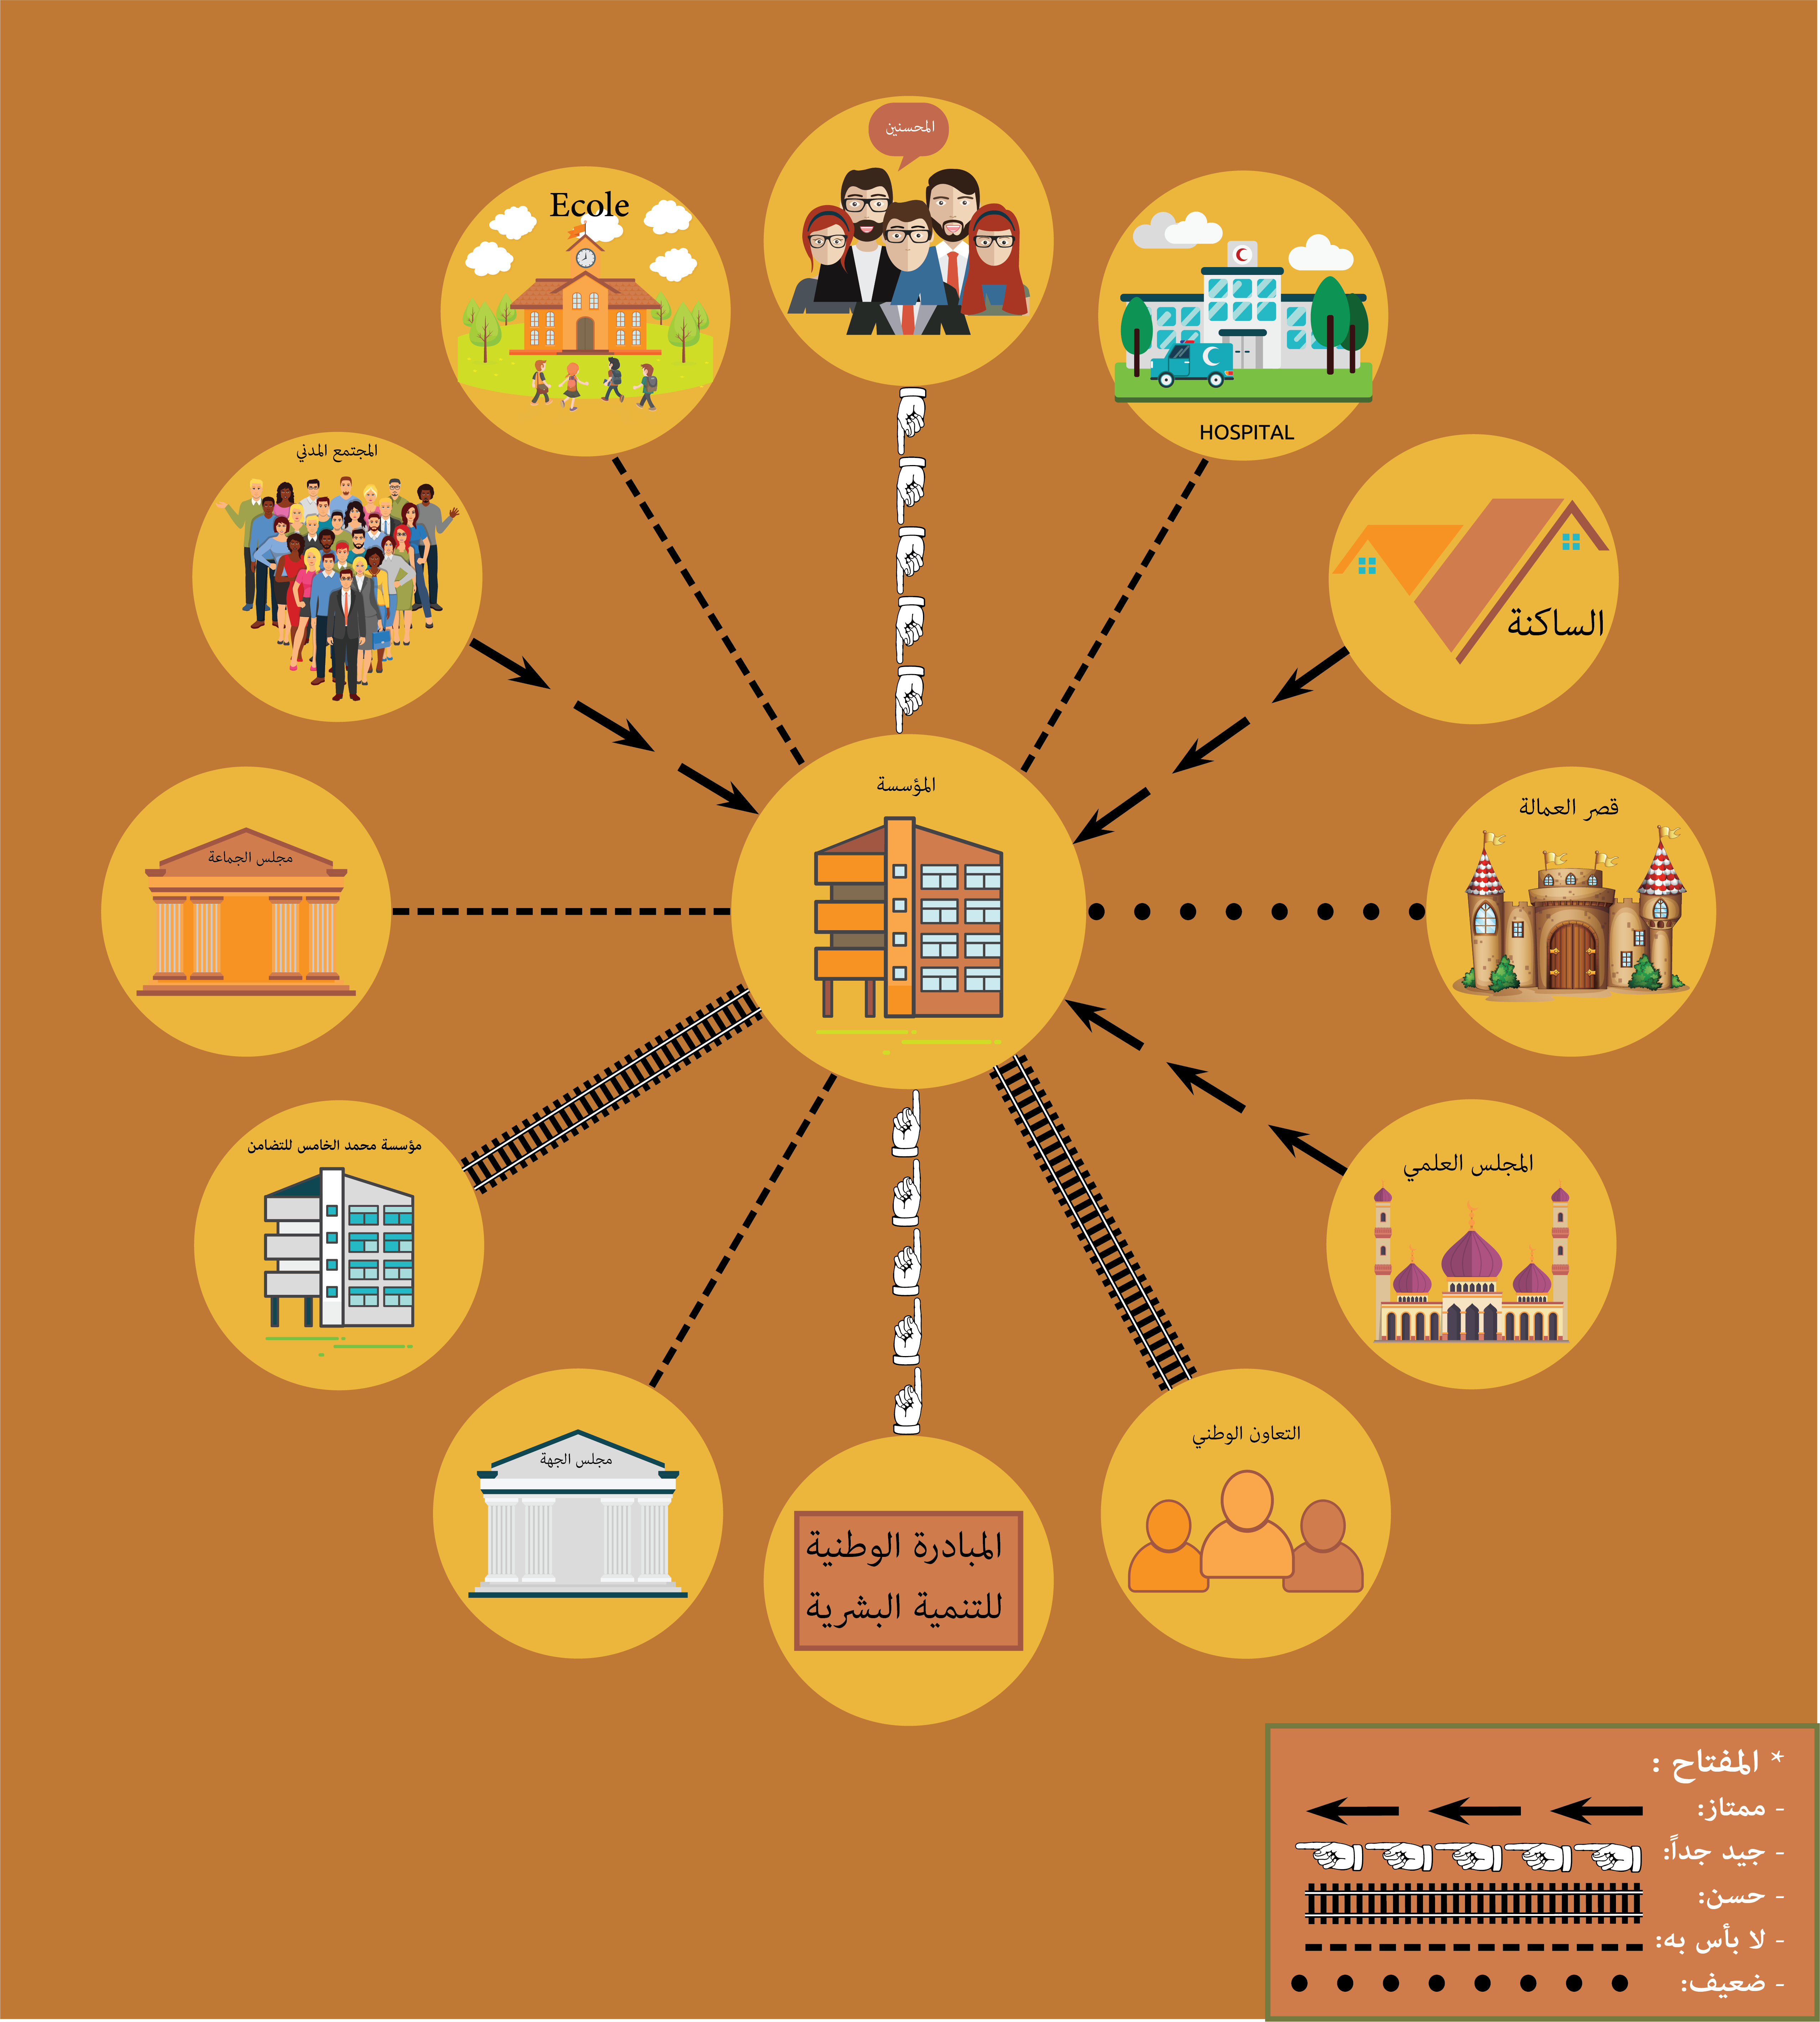 المحسنين
Ecole
HOSPITAL
المجتمع المدني
الساكنة
المؤسسة
قصر العمالة
مجلس الجماعة
مؤسسة محمد الخامس للتضامن
المجلس العلمي
التعاون الوطني
مجلس الجهة
المبادرة الوطنية
للتنمية البشرية
* المفتاح :
- ممتاز:
- جيد جداً:
- حسن:
- لا بأس به:
- ضعيف: